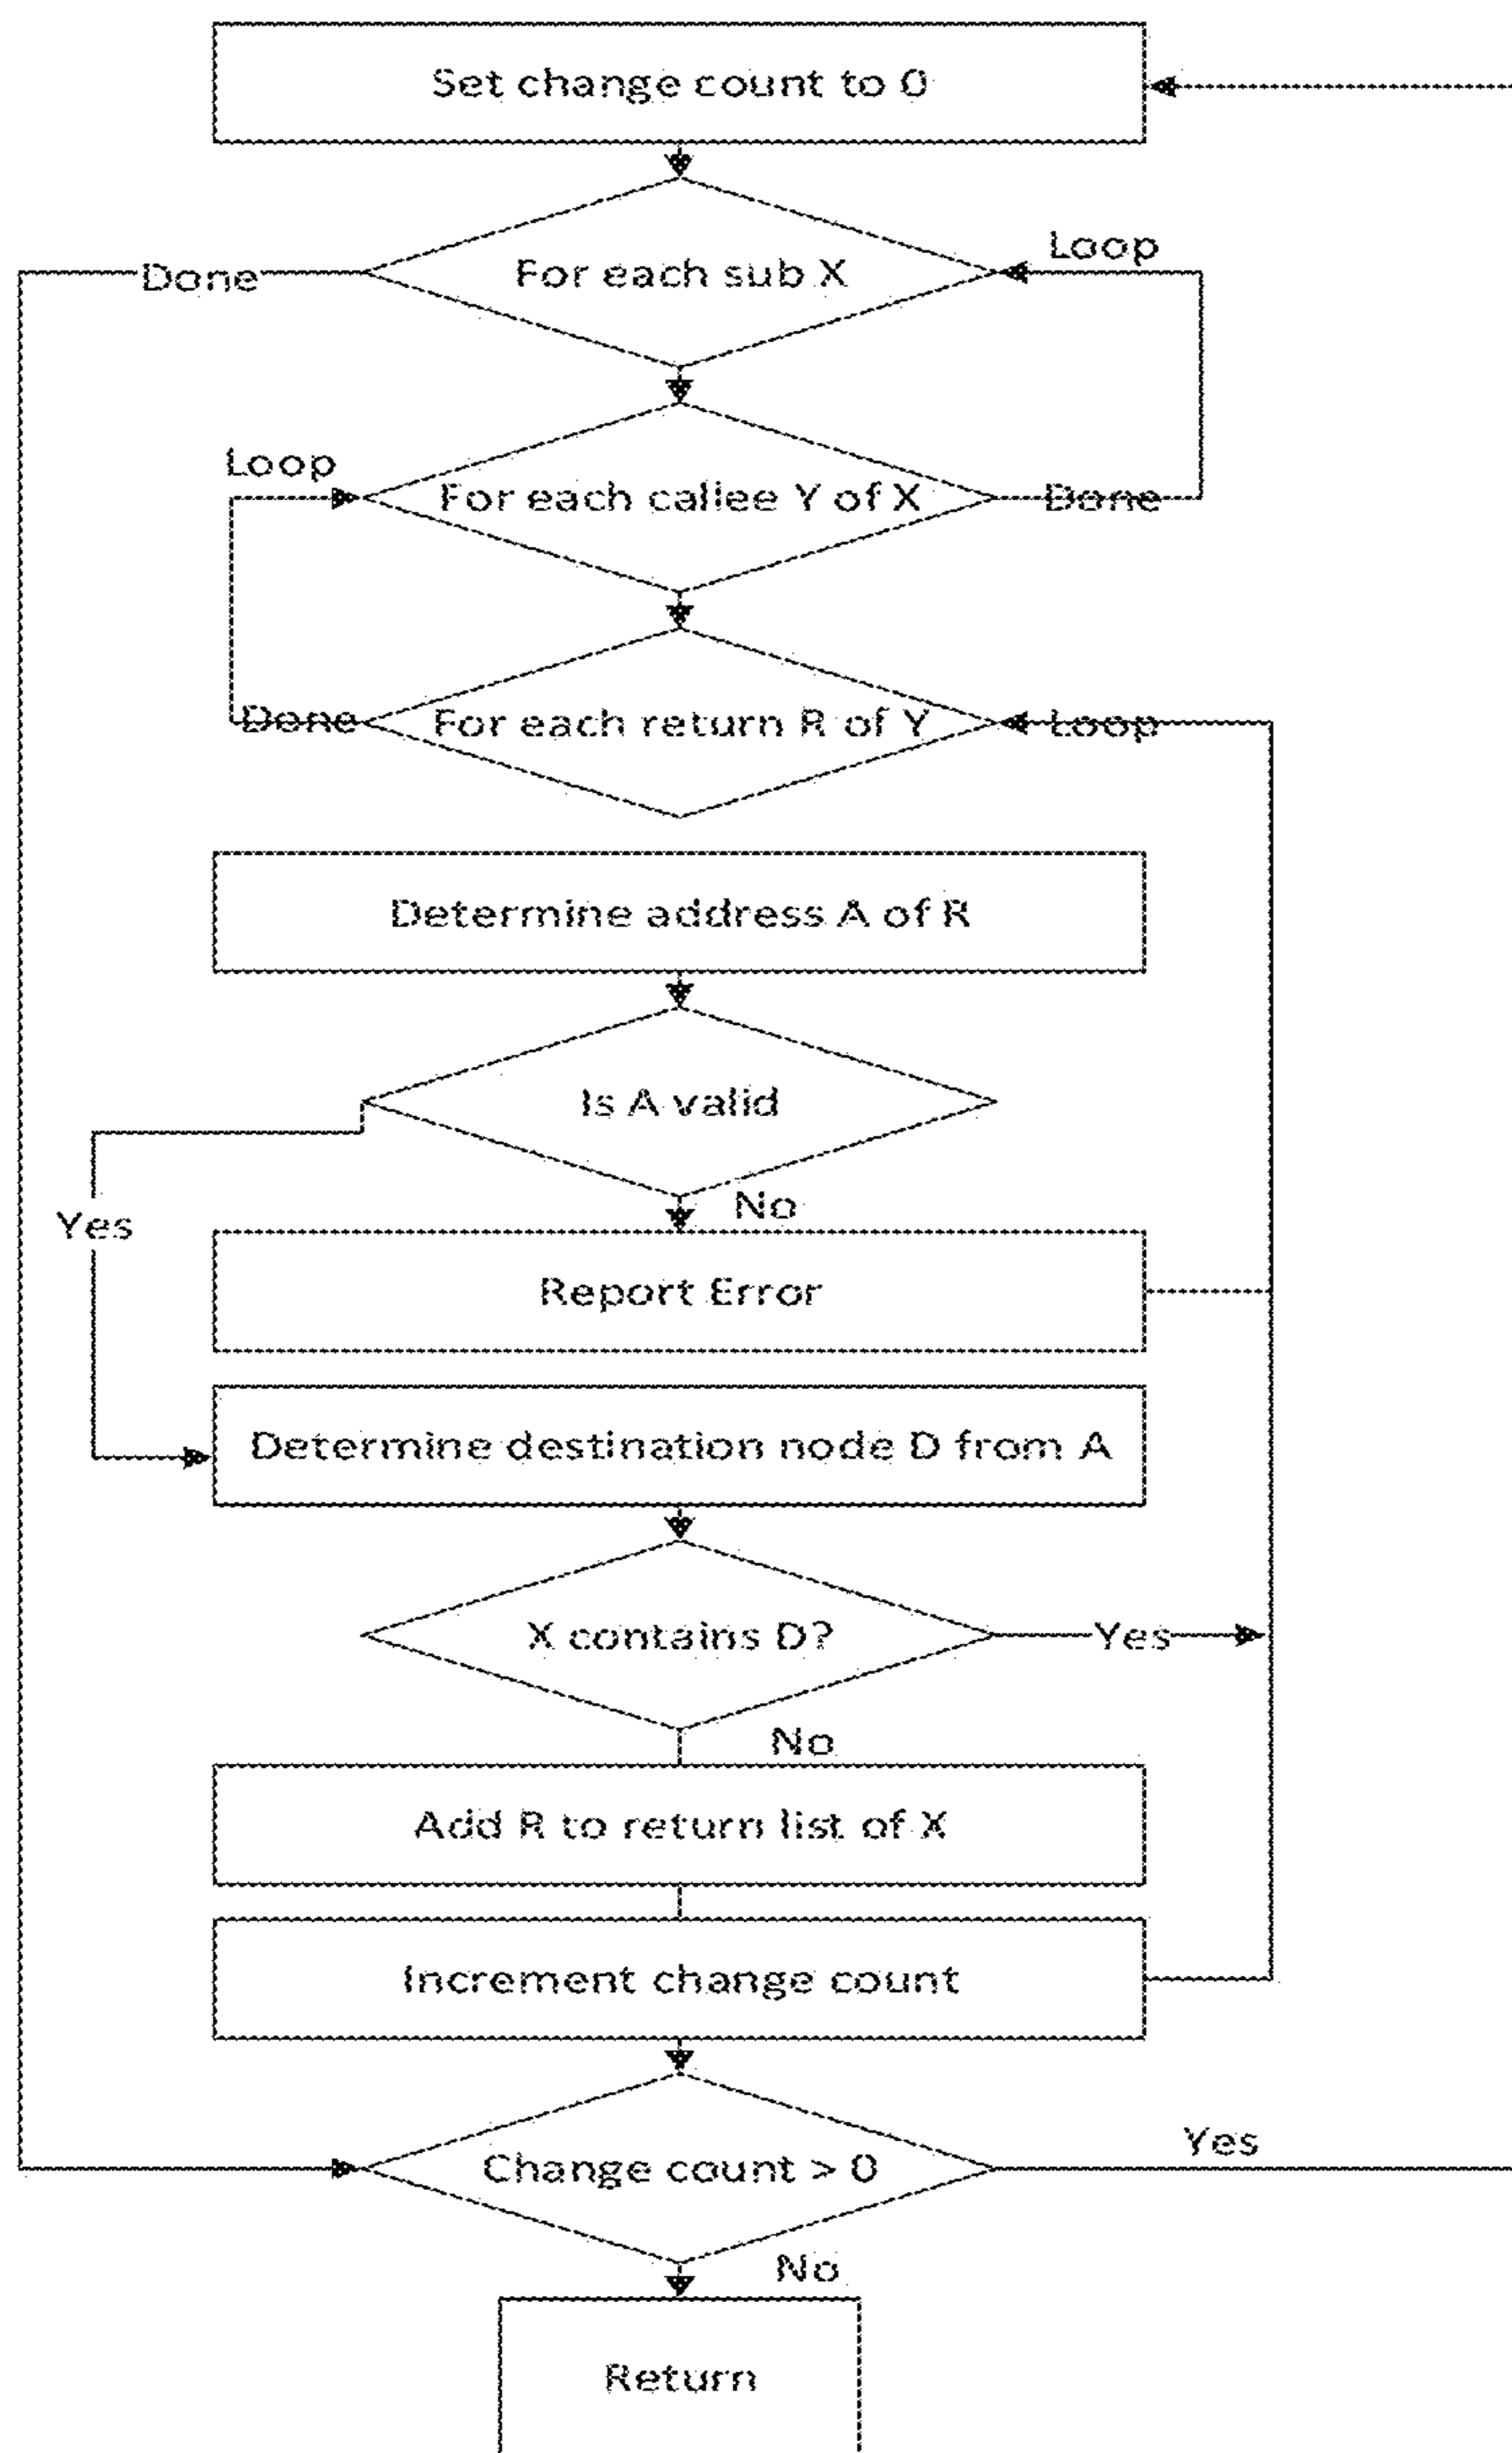 Set change count to 0
Loop
Done
For each sub X
Loop
For each callee Y of X
Done
Done
For each return R of Y
Loop
Determine address A of R
Is A valid
No
Yes
Report Error
Determine destination node D from A
X contains D?
Yes
No
Add R to return list of X
Increment change count
Yes
Change count > 0
No
Return